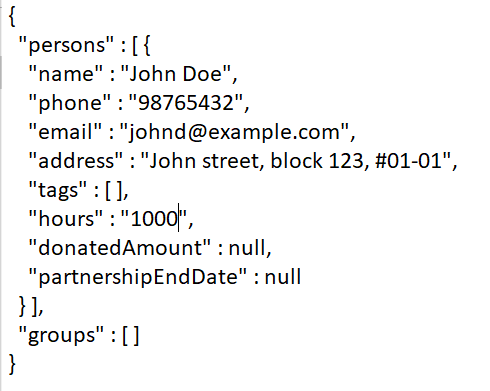 {
"persons" : [ {
"name" : "John Doe",
"phone" : "98765432",
"email" : "johnd@example.com",
"address" : "John street, block 123, #01-01",
"tags" : [ ],
"hours" : "1000",
"donatedAmount" : null,
"partnershipEndDate" : null
} ],
"groups" : [ ]
}